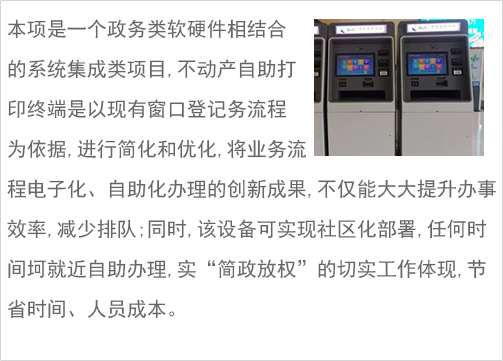 本项是一个政务类软硬件相结合
的系统集成类项目,不动产自助打
印终端是以现有窗口登记务流程
为依据,进行简化和优化,将业务流
程电子化、自助化办理的创新成果,不仅能大大提升办事
效率,减少排队;同时,该设备可实现社区化部署,任何时
间坷就近自助办理,实“简政放权”的切实工作体现,节
省时间、人员成本。